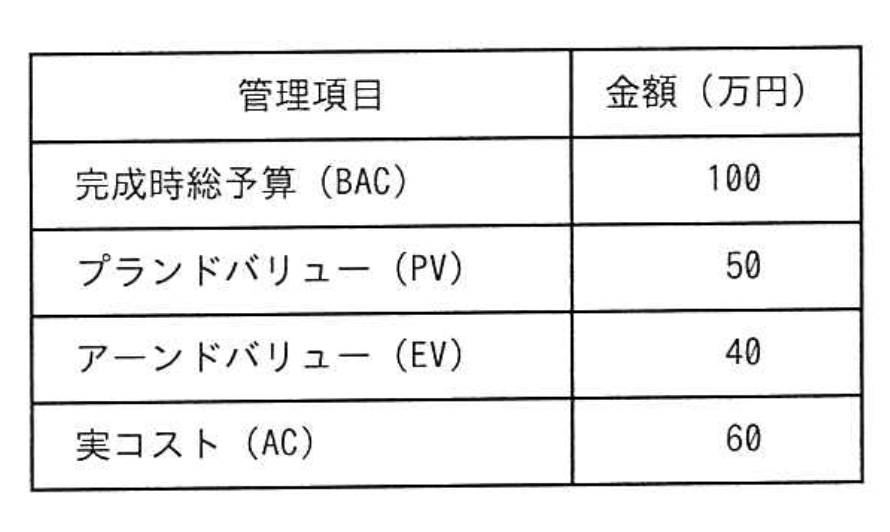 管理項目 金額（万円）
完成時総予算（BAC） 100
プランドバリュー（PV） 50
アーンドバリュー（EV） 40
実コスト（AC） 60